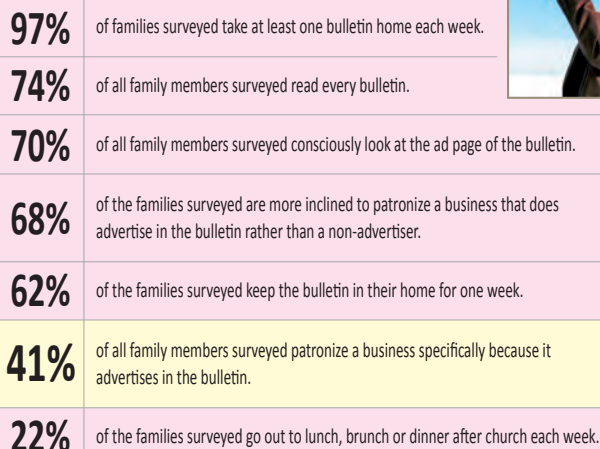 97% of families surveyed take at least one bulletin home each week.
74% of all family members surveyed read every bulletin.
70% of all family members surveyed consciously look at the ad page of the bulletin.
68% of the families surveyed are more inclined to patronize a business that does
advertise in the bulletin rather than a non-advertiser.
62% of the families surveyed keep the bulletin in their home for one week.
41% of all family members surveyed patronize a business specifically because it
advertises in the bulletin.
22% of the families surveyed go out to lunch, brunch or dinner after church each week.